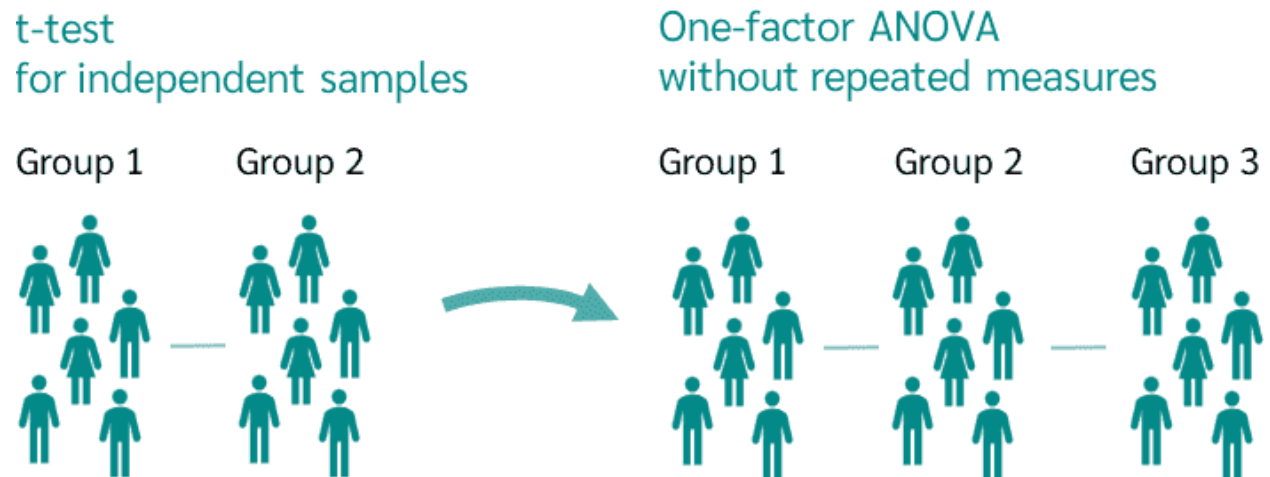 t-test
for independent samples
Group 1 Group 2
One-factor ANOVA
without repeated measures
Group 1 Group 2 Group 3